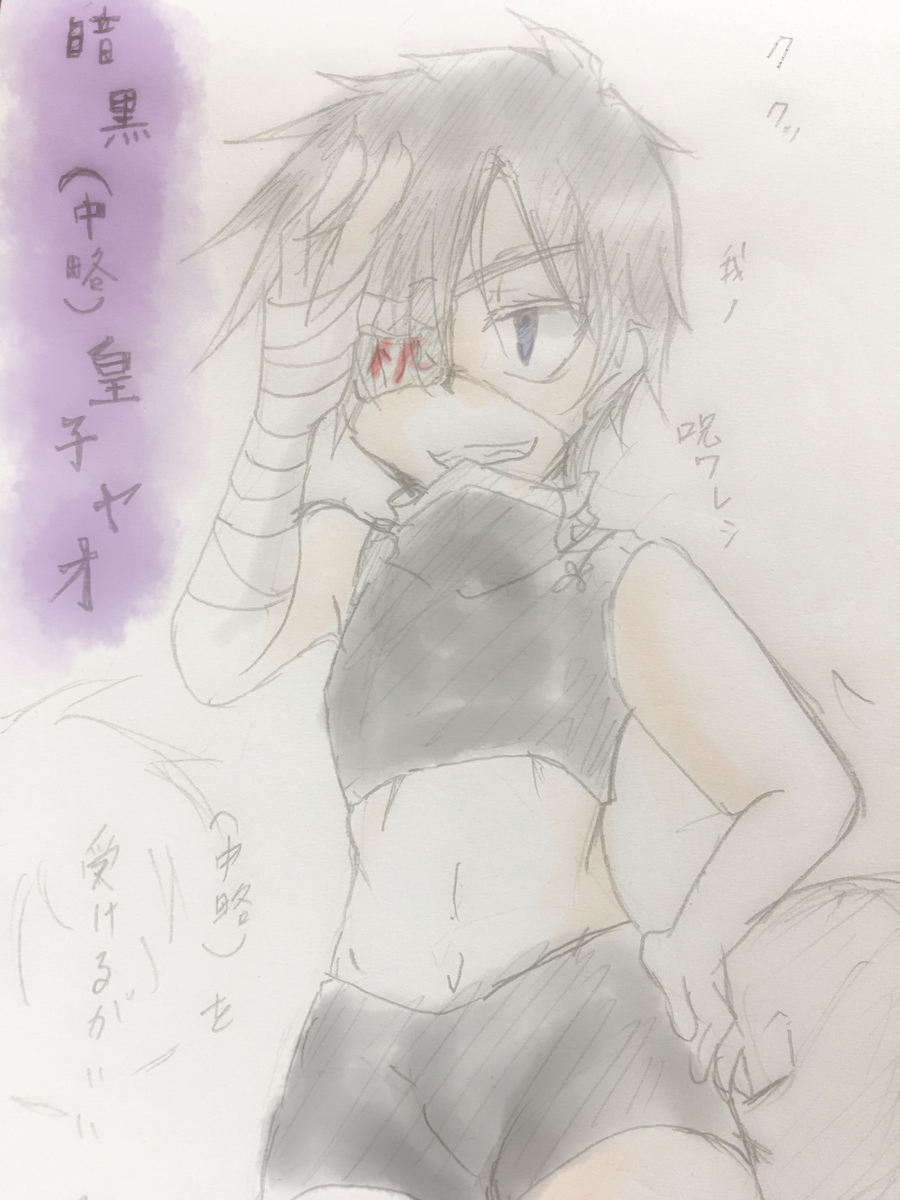 暗黒(中略)皇子ヤオ
ク
クッ
我ノ
呪ワレシ
(中略)を
受けるがいい